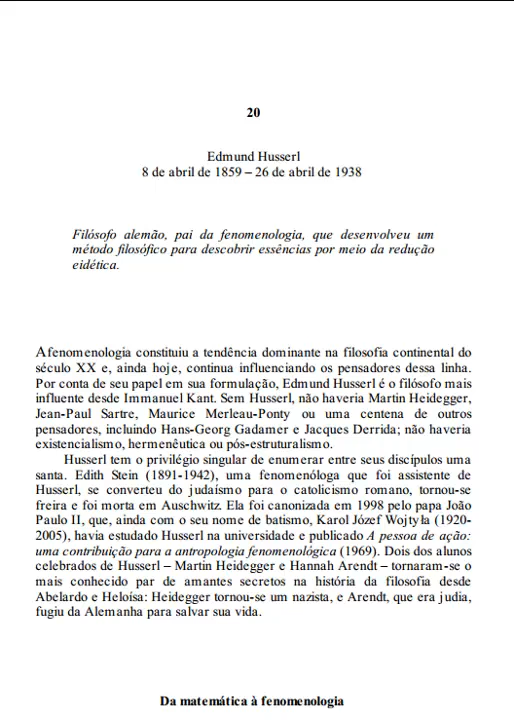 20
Edmund Husserl
8 de abril de 1859 – 26 de abril de 1938
Filósofo alemão, pai da fenomenologia, que desenvolveu um
método filosófico para descobrir essências por meio da redução
eidética.
A fenomenologia constituiu a tendência dominante na filosofia continental do
século XX e, ainda hoje, continua influenciando os pensadores dessa linha.
Por conta de seu papel em sua formulação, Edmund Husserl é o filósofo mais
influente desde Immanuel Kant. Sem Husserl, não haveria Martin Heidegger,
Jean-Paul Sartre, Maurice Merleau-Ponty ou uma centena de outros
pensadores, incluindo Hans-Georg Gadamer e Jacques Derrida; não haveria
existencialismo, hermenêutica ou pós-estruturalismo.
Husserl tem o privilégio singular de enumerar entre seus discípulos uma
santa. Edith Stein (1891-1942), uma fenomenóloga que foi assistente de
Husserl, se converteu do judaísmo para o catolicismo romano, tornou-se
freira e foi morta em Auschwitz. Ela foi canonizada em 1998 pelo papa João
Paulo II, que, ainda com o seu nome de batismo, Karol Józef Wojtyła (1920-
2005), havia estudado Husserl na universidade e publicado A pessoa de ação:
uma contribuição para a antropologia fenomenológica (1969). Dois dos alunos
celebrados de Husserl – Martin Heidegger e Hannah Arendt – tornaram-se o
mais conhecido par de amantes secretos na história da filosofia desde
Abelardo e Heloísa: Heidegger tornou-se um nazista, e Arendt, que era judia,
fugiu da Alemanha para salvar sua vida.
Da matemática à fenomenologia